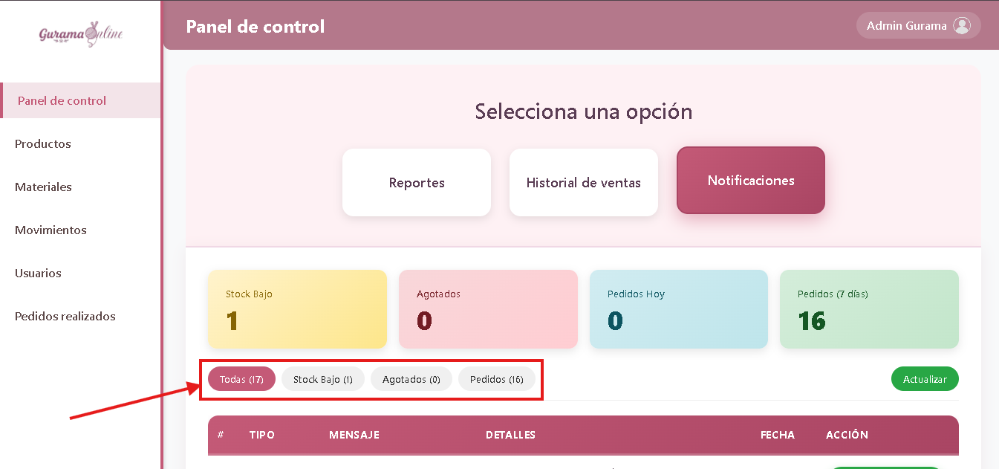 Gurama Online
Panel de control
Admin Gurama
Panel de control
Productos
Materiales
Movimientos
Usuarios
Pedidos realizados
Selecciona una opción
Reportes
Historial de ventas
Notificaciones
Stock Bajo
1
Agotados
0
Pedidos Hoy
0
Pedidos (7 días)
16
Todas (17)
Stock Bajo (1)
Agotados (0)
Pedidos (16)
Actualizar
# TIPO MENSAJE DETALLES FECHA ACCIÓN